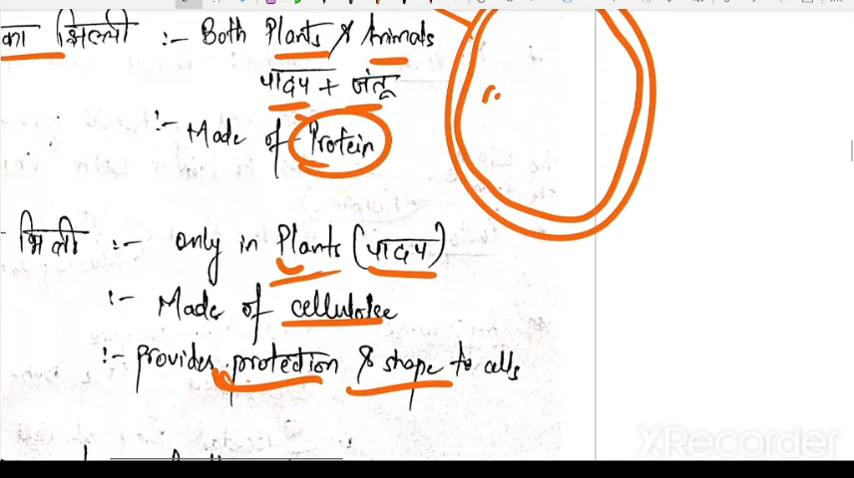 का झिल्ली :- Both Plants & Animals
पादप + जंतू
:- Made of Protein
झिल्ली :- only in Plants (पादप)
:- Made of cellulose
:- Provides protection & shape to cells
XRecorder